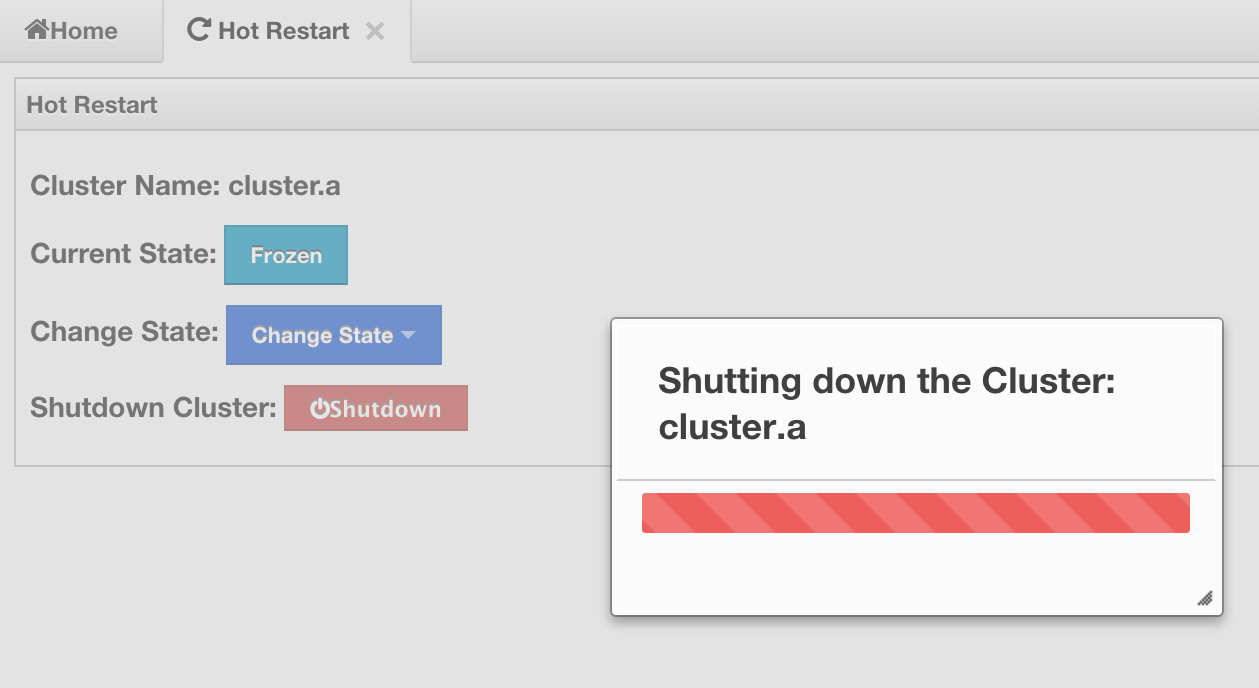 Home Hot Restart
Hot Restart
Cluster Name: cluster.a
Current State: Frozen
Change State: Change State
Shutdown Cluster: Shutdown
Shutting down the Cluster:
cluster.a